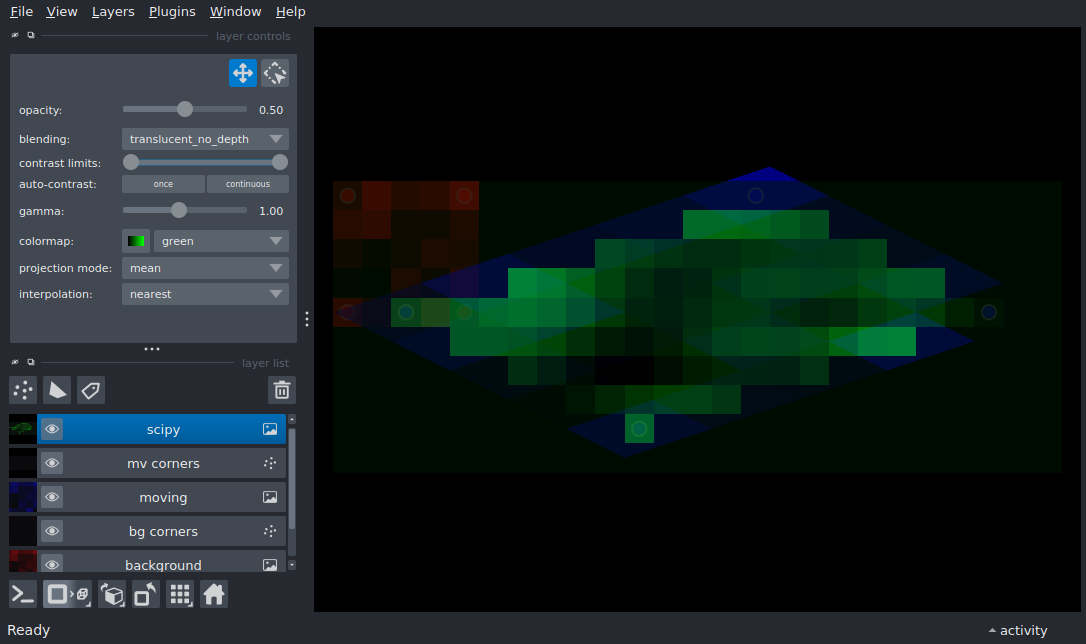 File View Layers Plugins Window Help
layer controls
opacity: 0.50
blending: translucent_no_depth
contrast limits:
auto-contrast: once continuous
gamma: 1.00
colormap: green
projection mode: mean
interpolation: nearest
layer list
scipy
mv corners
moving
bg corners
background
Ready activity